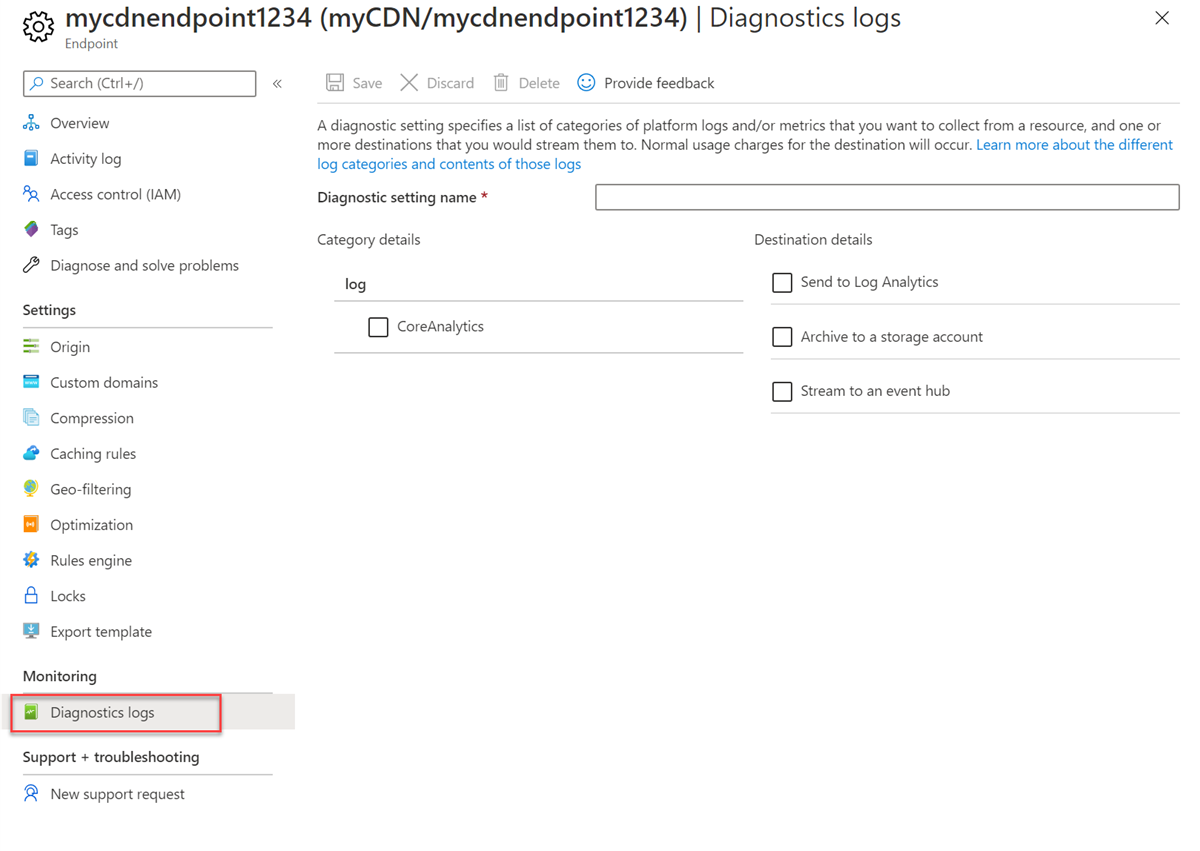 mycdnendpoint1234 (myCDN/mycdnendpoint1234) | Diagnostics logs
Endpoint
Search (Ctrl+/)
«
Overview
Activity log
Access control (IAM)
Tags
Diagnose and solve problems
Settings
Origin
Custom domains
Compression
Caching rules
Geo-filtering
Optimization
Rules engine
Locks
Export template
Monitoring
Diagnostics logs
Support + troubleshooting
New support request
Save Discard Delete Provide feedback
A diagnostic setting specifies a list of categories of platform logs and/or metrics that you want to collect from a resource, and one or
more destinations that you would stream them to. Normal usage charges for the destination will occur. Learn more about the different
log categories and contents of those logs
Diagnostic setting name *
Category details
log
CoreAnalytics
Destination details
Send to Log Analytics
Archive to a storage account
Stream to an event hub